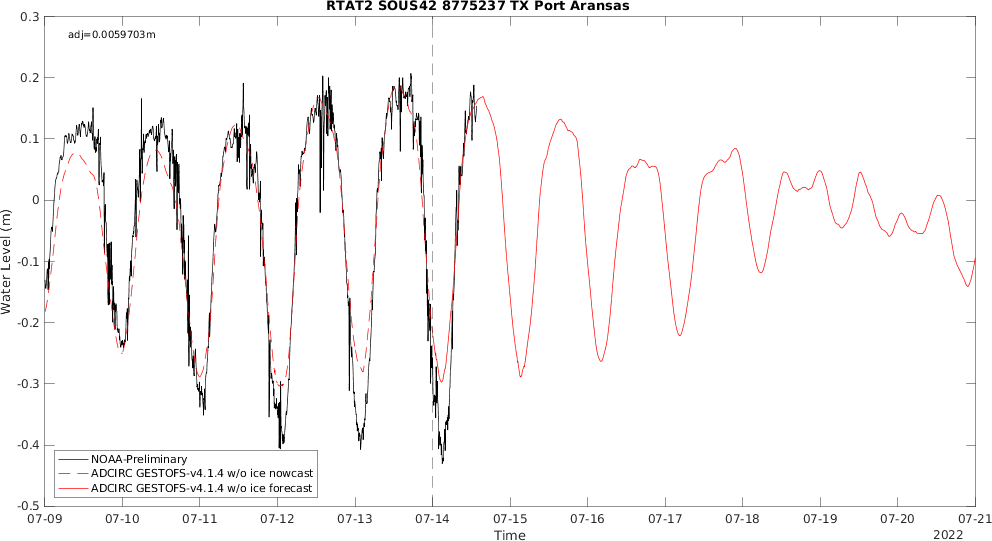 RTAT2 SOUS42 8775237 TX Port Aransas
adj=0.0059703m
0.3
0.2
0.1
0
-0.1
-0.2
-0.3
-0.4
-0.5
Water Level (m)
NOAA-Preliminary
ADCIRC GESTOFS-v4.1.4 w/o ice nowcast
ADCIRC GESTOFS-v4.1.4 w/o ice forecast
07-09 07-10 07-11 07-12 07-13 07-14 07-15 07-16 07-17 07-18 07-19 07-20 07-21
Time
2022